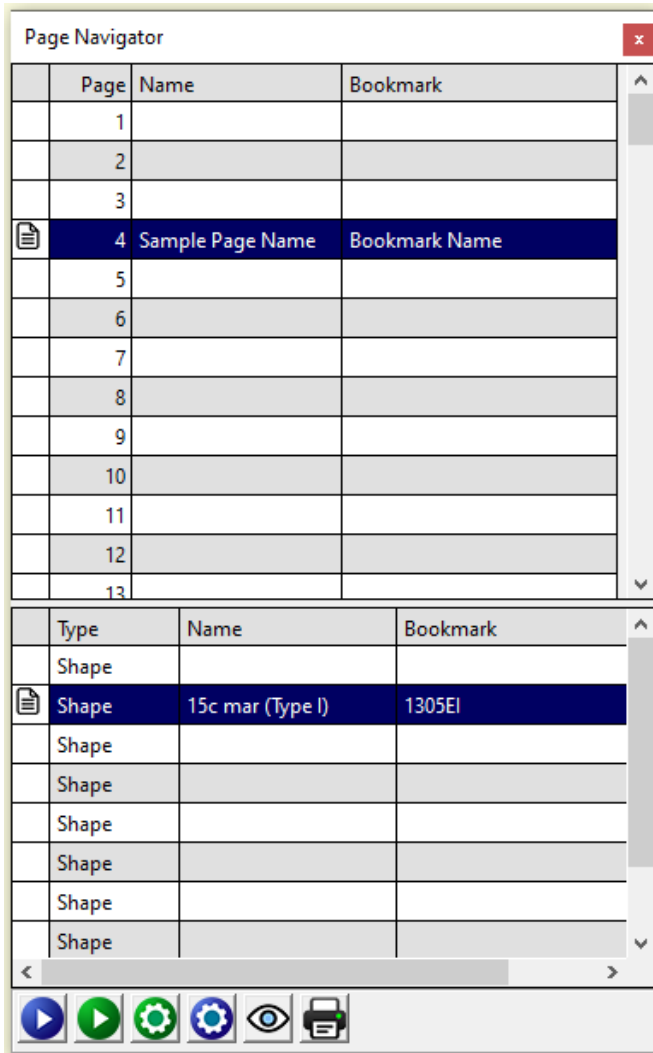 Page Navigator
x
Page Name Bookmark
1
2
3
4 Sample Page Name Bookmark Name
5
6
7
8
9
10
11
12
13
Type Name Bookmark
Shape
Shape 15c mar (Type I) 1305EI
Shape
Shape
Shape
Shape
Shape
Shape